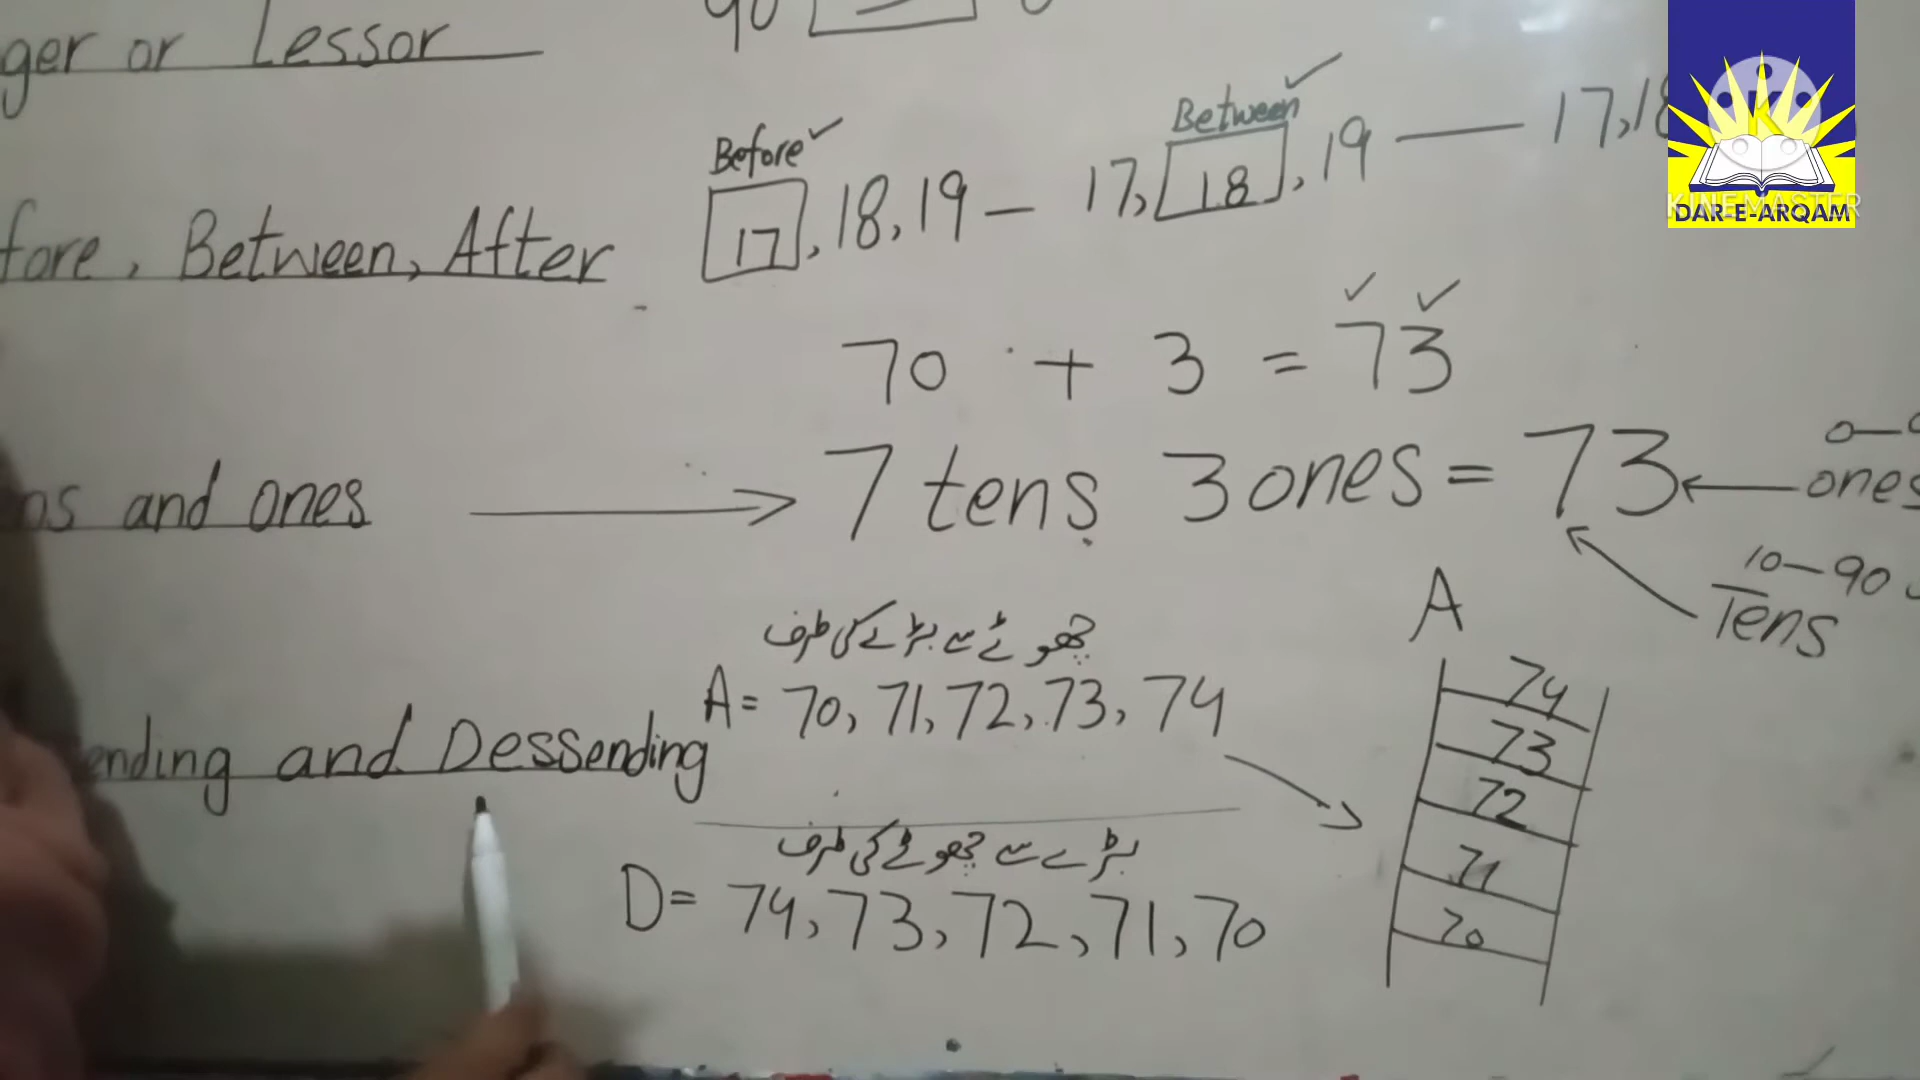 ger or Lessor
90
Before ✓ Between ✓
fore, Between, After 17, 18, 19 — 17, 18, 19 — 17, 18
70 + 3 = 73
ns and ones → 7 tens 3 ones = 73 ← ones
10—90
Tens
A
چھوٹے سے بڑے کی طرف
A = 70, 71, 72, 73, 74
ending and Dessending
بڑے سے چھوٹے کی طرف
D = 74, 73, 72, 71, 70
74
73
72
71
70
KINEMASTER
DAR-E-ARQAM